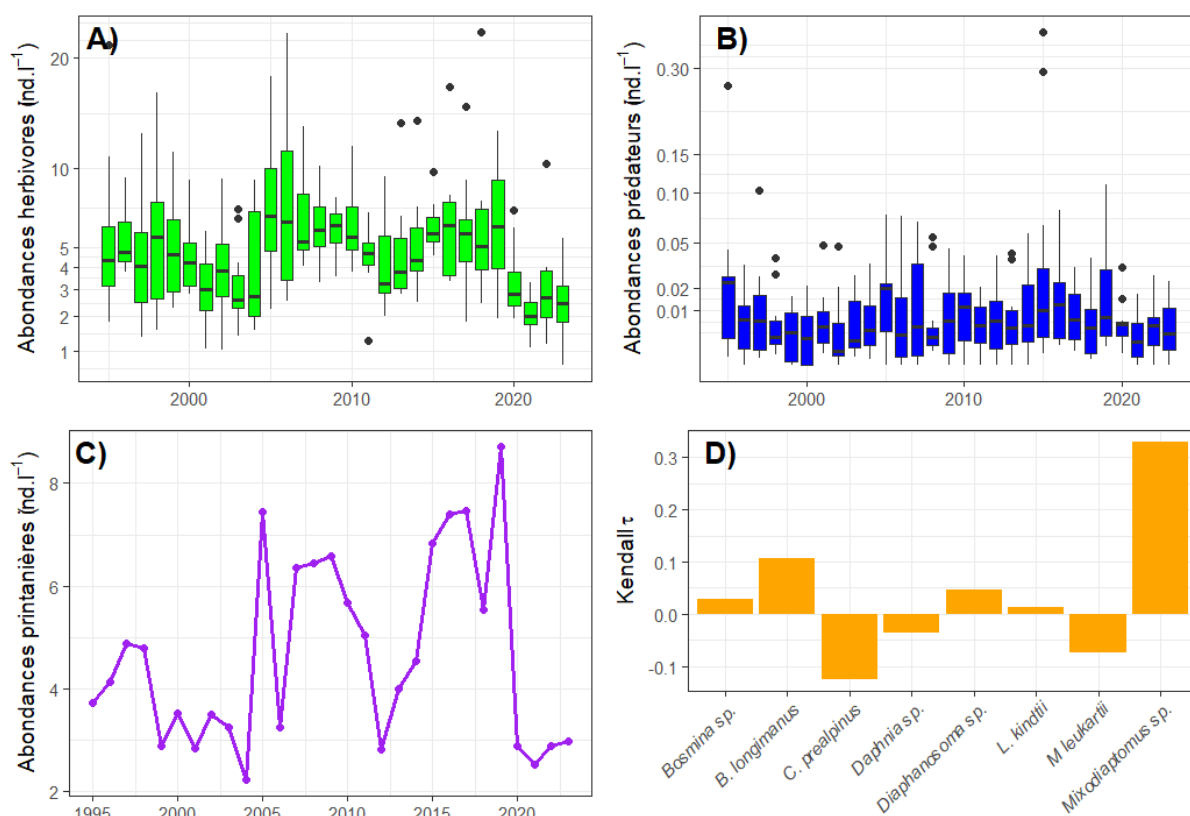 A)
Abondances herbivores (nd.l⁻¹)
20
10
5
4
3
2
1
2000
2010
2020
B)
Abondances prédateurs (nd.l⁻¹)
0.30
0.15
0.10
0.05
0.02
0.01
2000
2010
2020
C)
Abondances printanières (nd.l⁻¹)
8
6
4
2
1995
2000
2005
2010
2015
2020
D)
Kendall τ
0.3
0.2
0.1
0.0
-0.1
Bosmina sp.
B. longimanus
C. prealpinus
Daphnia sp.
Diaphanosoma sp.
L. kindtii
M leukartii
Mixodiaptomus sp.